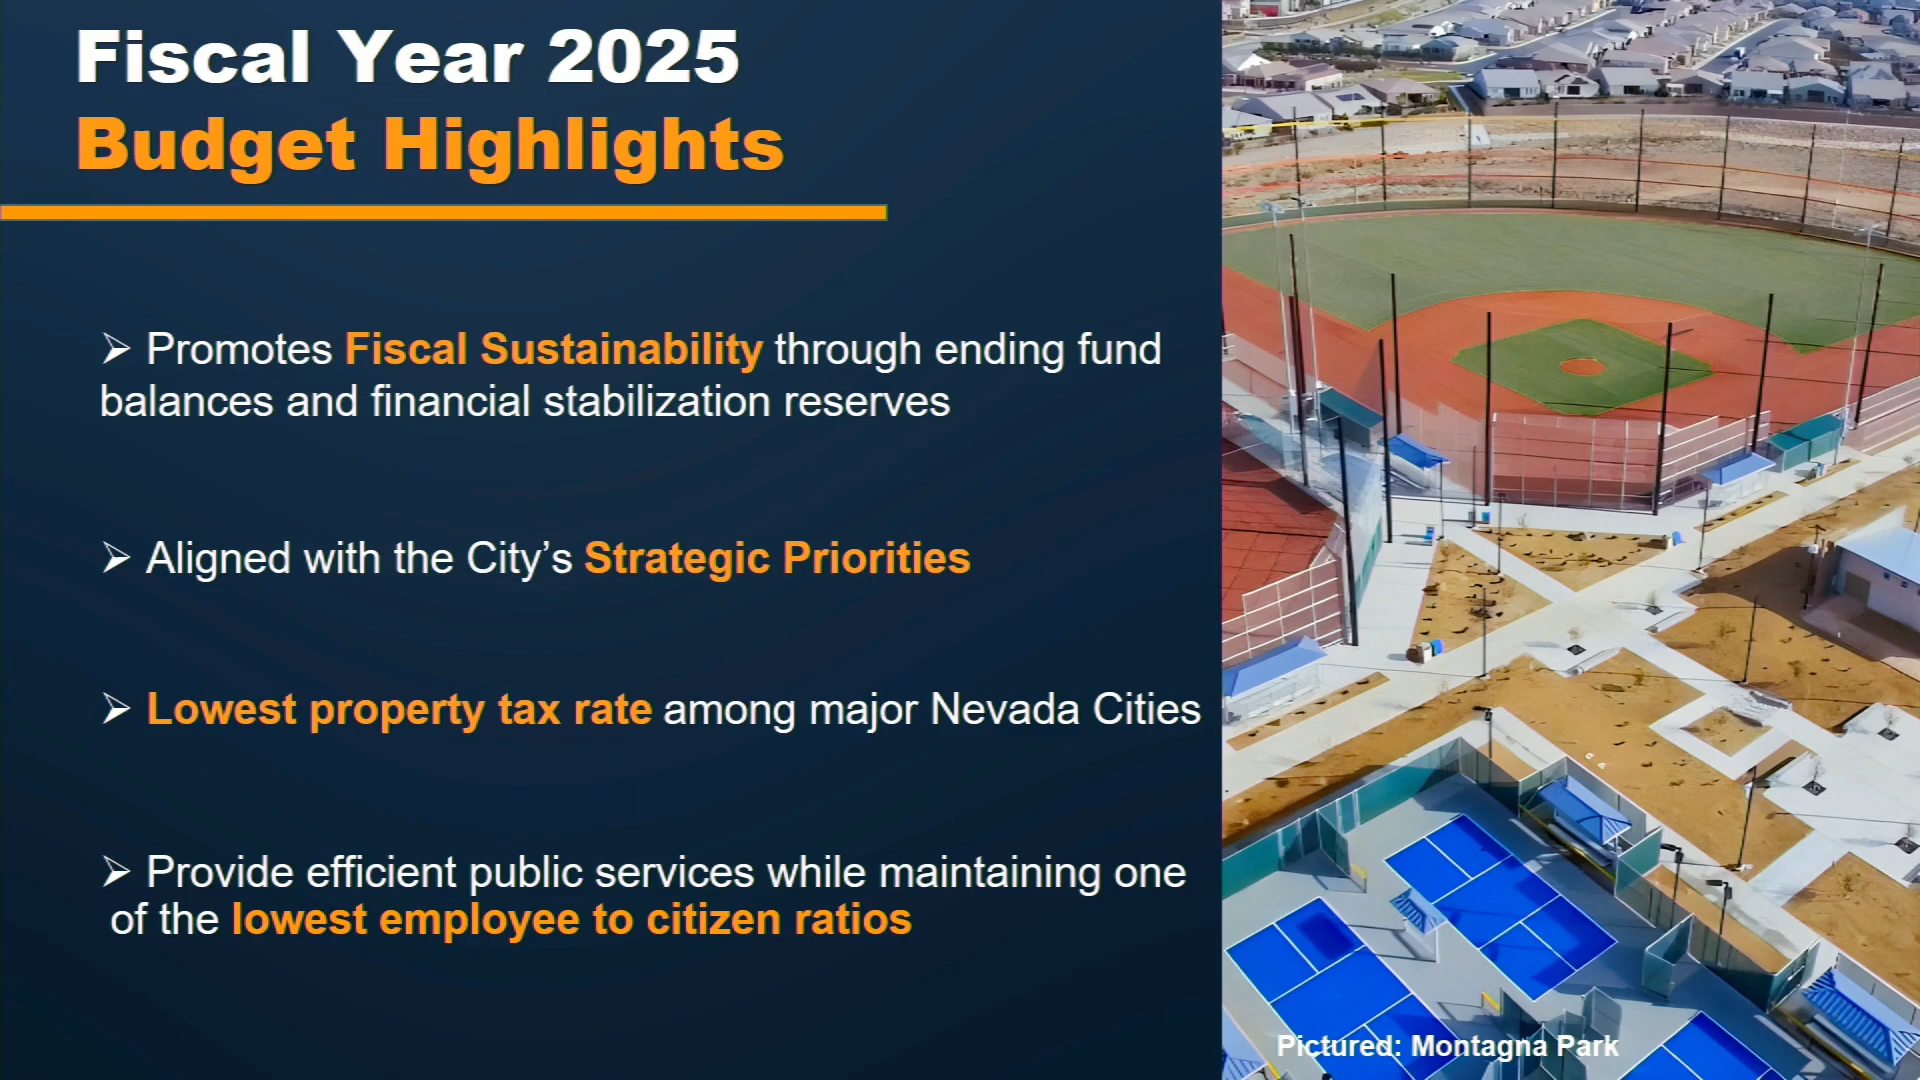 Fiscal Year 2025
Budget Highlights
➢ Promotes Fiscal Sustainability through ending fund
balances and financial stabilization reserves
➢ Aligned with the City’s Strategic Priorities
➢ Lowest property tax rate among major Nevada Cities
➢ Provide efficient public services while maintaining one
of the lowest employee to citizen ratios
Pictured: Montagna Park